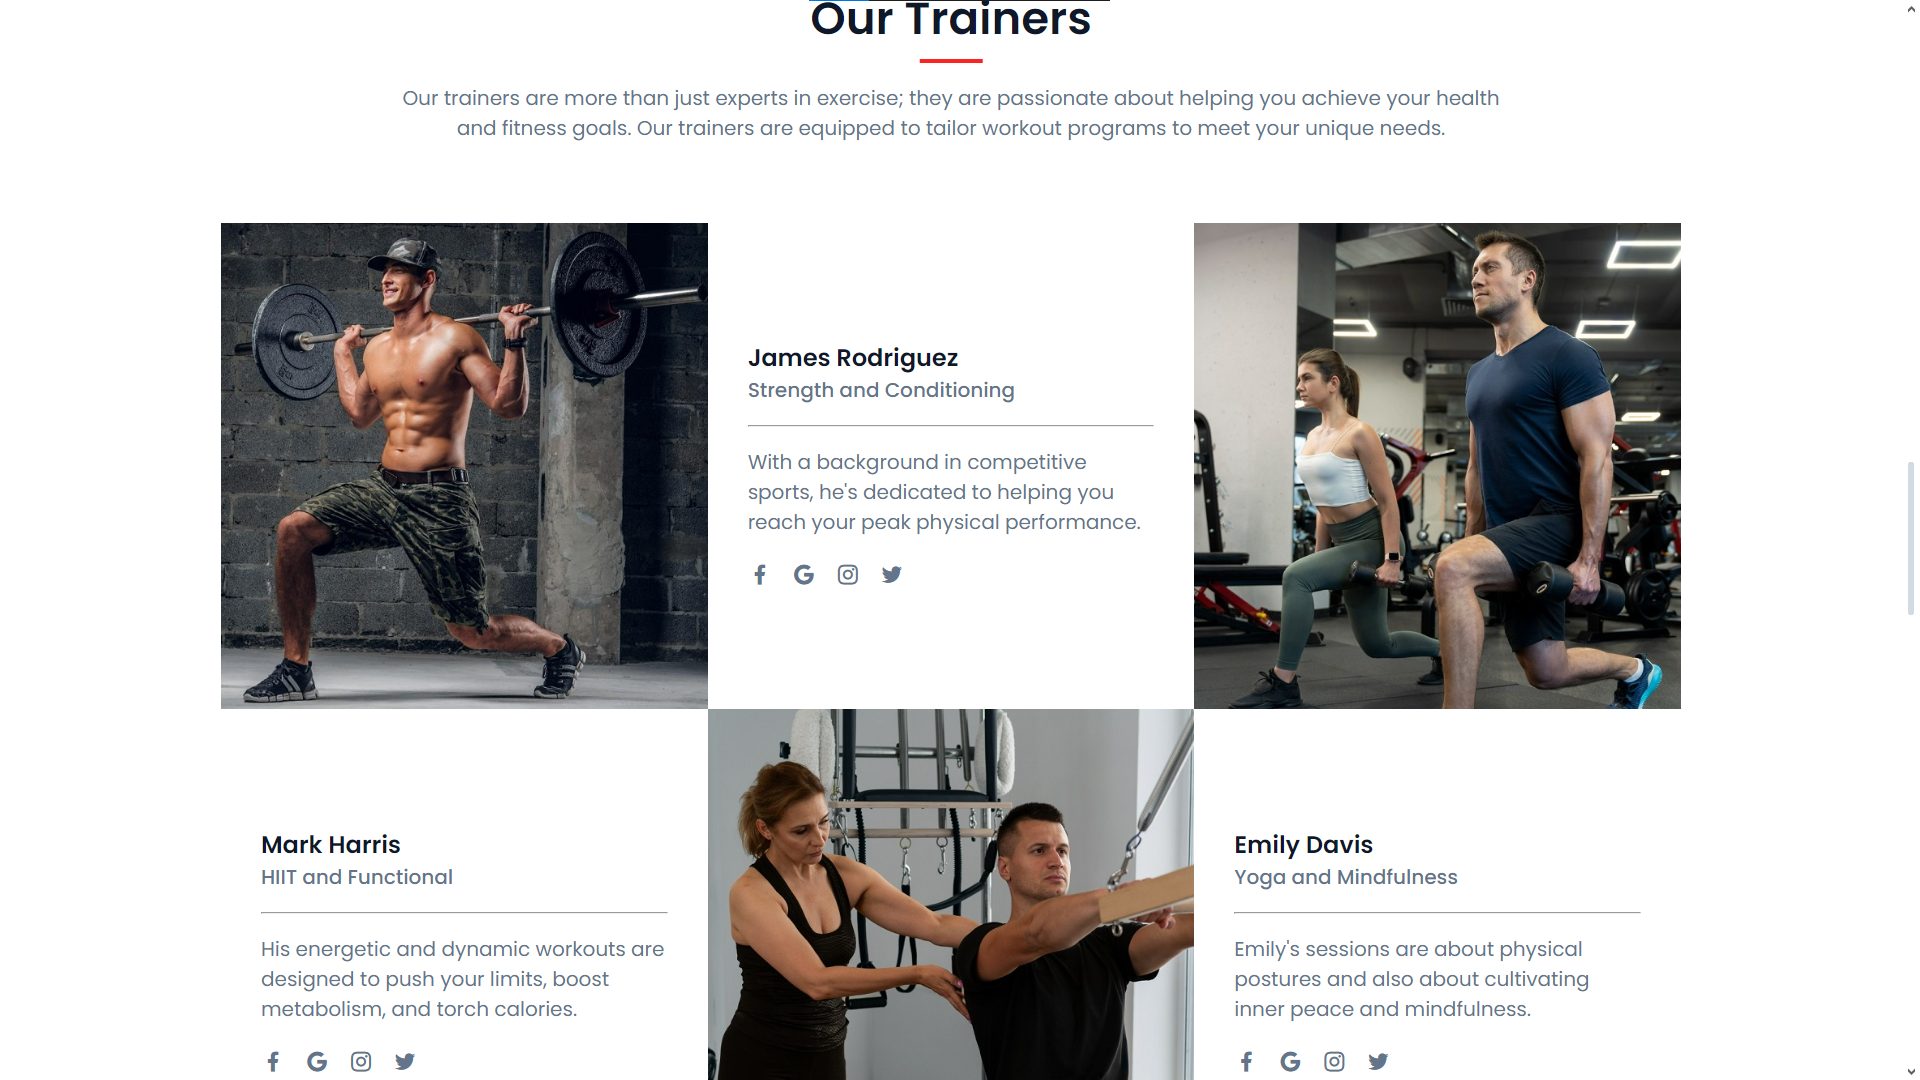 Our Trainers
Our trainers are more than just experts in exercise; they are passionate about helping you achieve your health
and fitness goals. Our trainers are equipped to tailor workout programs to meet your unique needs.
James Rodriguez
Strength and Conditioning
With a background in competitive
sports, he's dedicated to helping you
reach your peak physical performance.
Mark Harris
HIIT and Functional
His energetic and dynamic workouts are
designed to push your limits, boost
metabolism, and torch calories.
Emily Davis
Yoga and Mindfulness
Emily's sessions are about physical
postures and also about cultivating
inner peace and mindfulness.